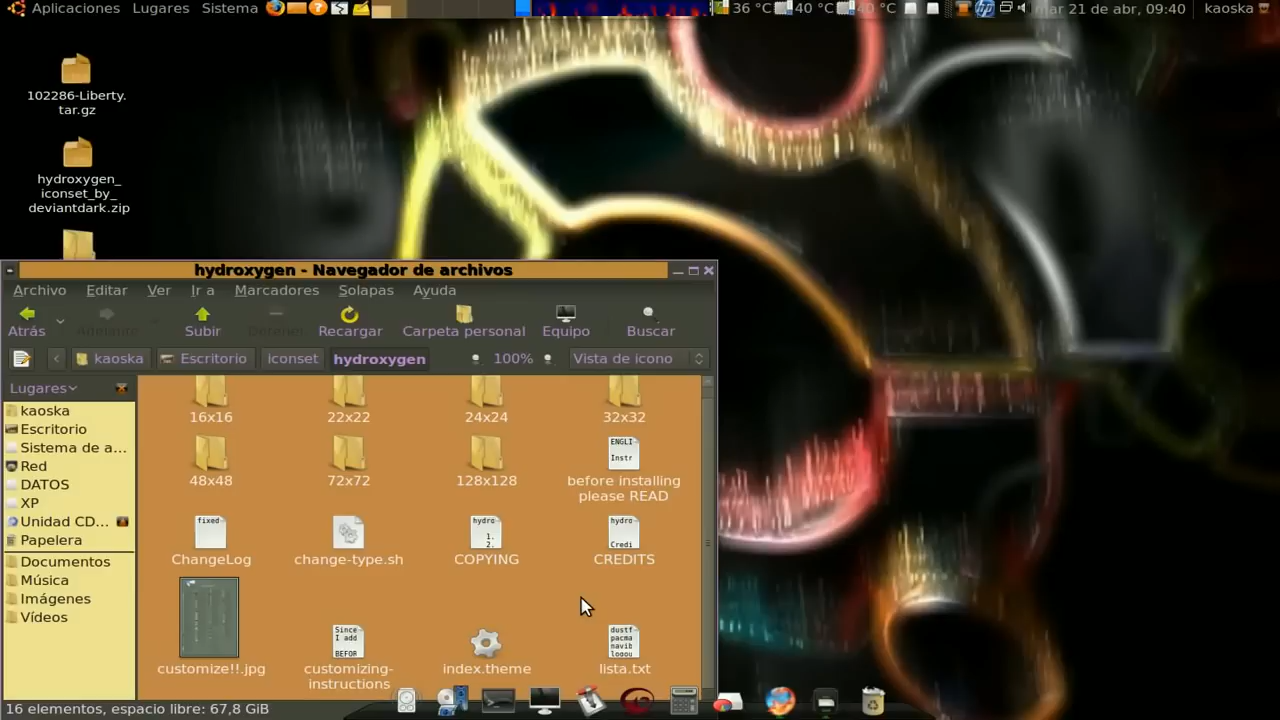 Aplicaciones Lugares Sistema 36 °C 40 °C 40 °C mar 21 de abr, 09:40 kaoska
102286-Liberty.
tar.gz
hydroxygen_
iconset_by_
deviantdark.zip
hydroxygen - Navegador de archivos
Archivo Editar Ver Ir a Marcadores Solapas Ayuda
Atrás Adelante Subir Detener Recargar Carpeta personal Equipo Buscar
kaoska Escritorio iconset hydroxygen 100% Vista de icono
Lugares
kaoska
Escritorio
Sistema de a...
Red
DATOS
XP
Unidad CD...
Papelera
Documentos
Música
Imágenes
Vídeos
16x16 22x22 24x24 32x32
48x48 72x72 128x128 before installing
please READ
ChangeLog change-type.sh COPYING CREDITS
customize!!.jpg customizing-
instructions index.theme lista.txt
16 elementos, espacio libre: 67,8 GiB